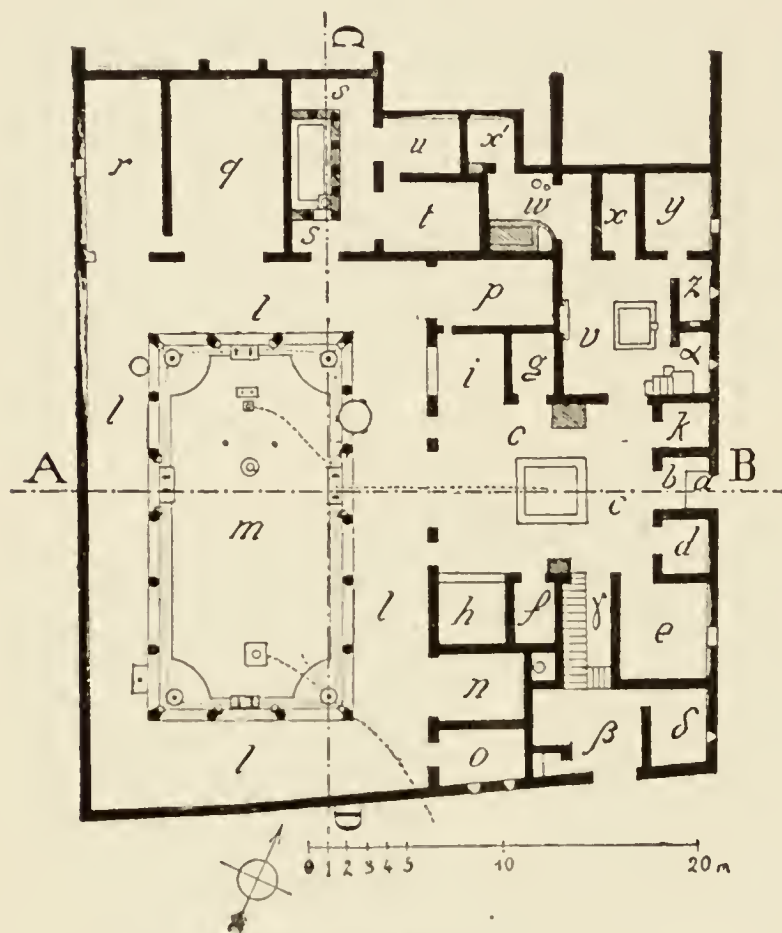 C
s
u x'
r q w x y
t
s
p z
l v α
i g
l k
c
A b a B
c
m d
l h f γ e
n
β δ
o
l
D
0 1 2 3 4 5 10 20 m